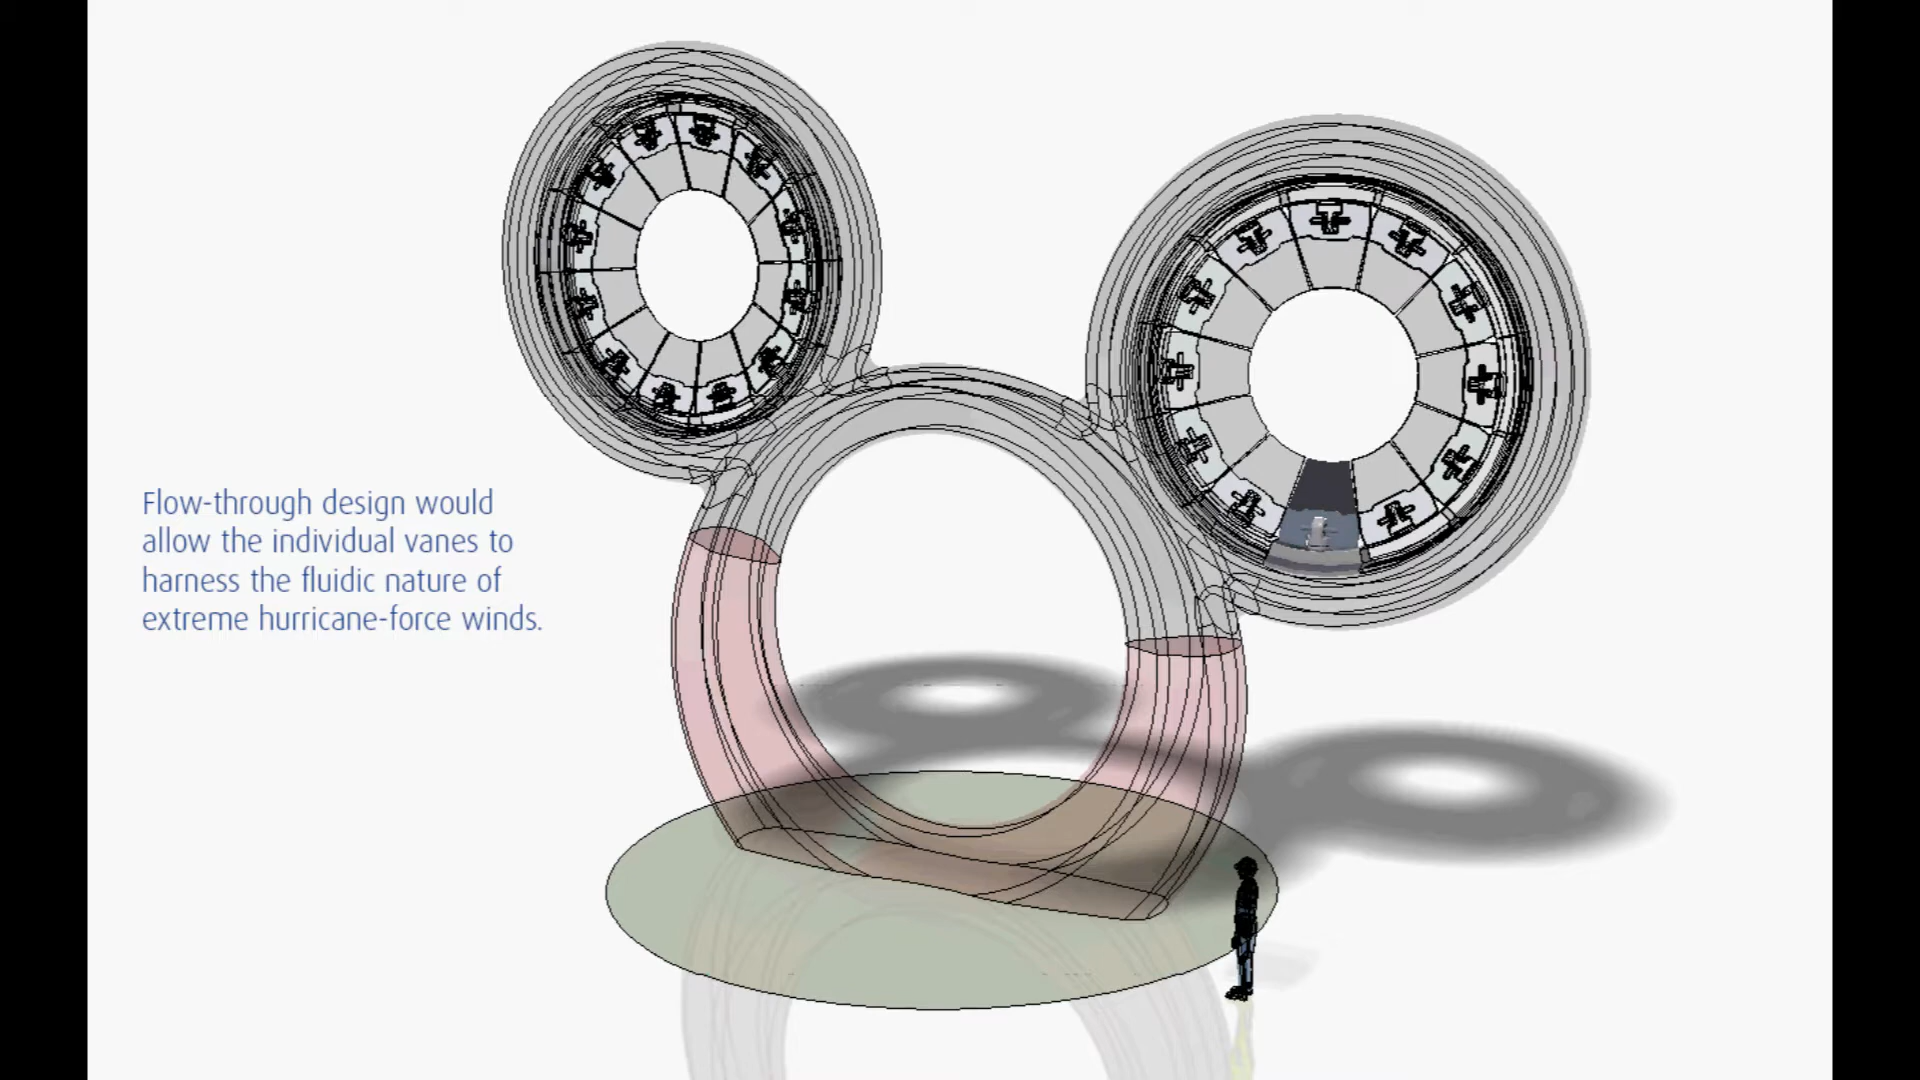 Flow-through design would
allow the individual vanes to
harness the fluidic nature of
extreme hurricane-force winds.